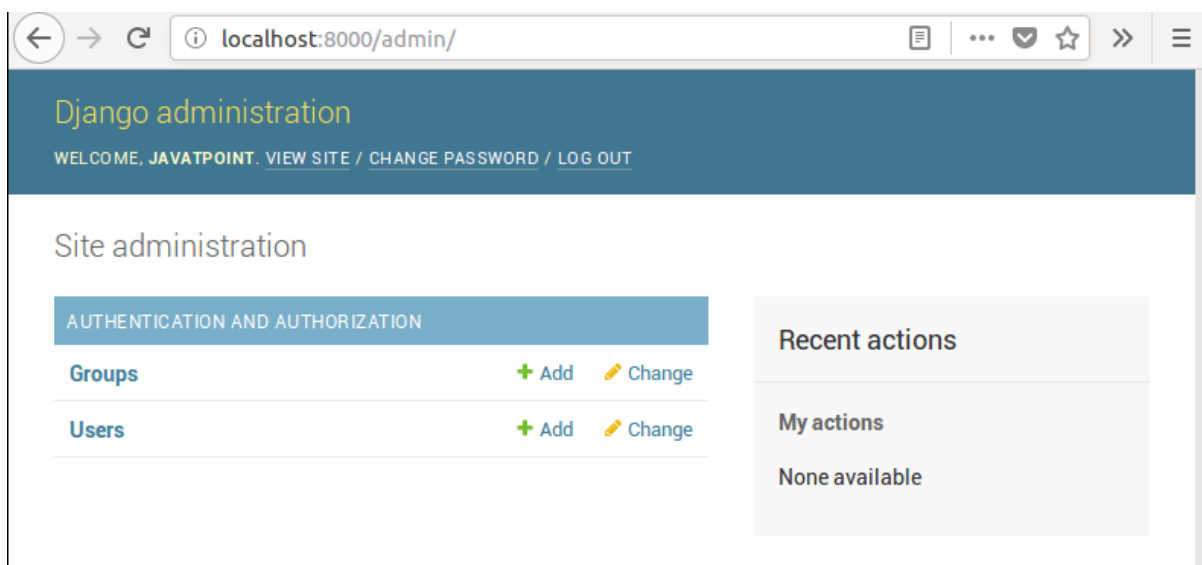 localhost:8000/admin/
Django administration
WELCOME, JAVATPOINT. VIEW SITE / CHANGE PASSWORD / LOG OUT
Site administration
AUTHENTICATION AND AUTHORIZATION
Groups Add Change
Users Add Change
Recent actions
My actions
None available